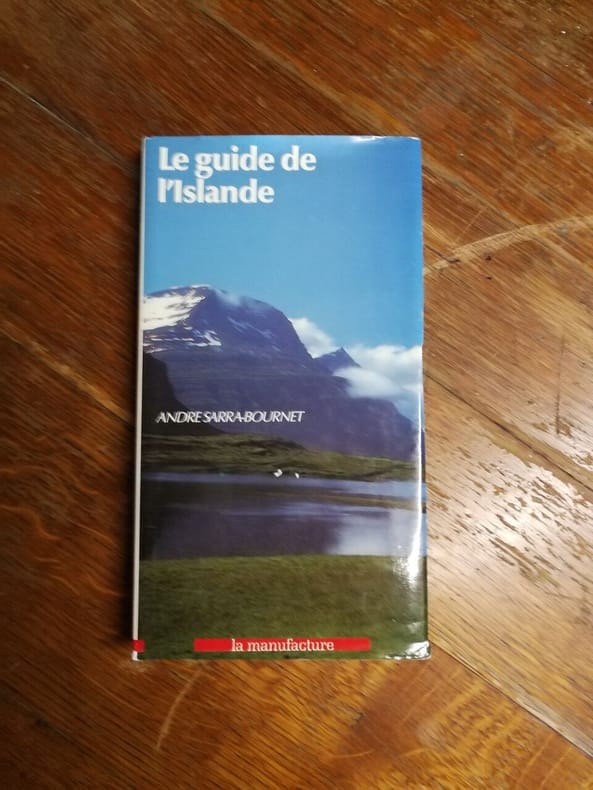 Le guide de
l'Islande
ANDRE SARRA-BOURNET
la manufacture